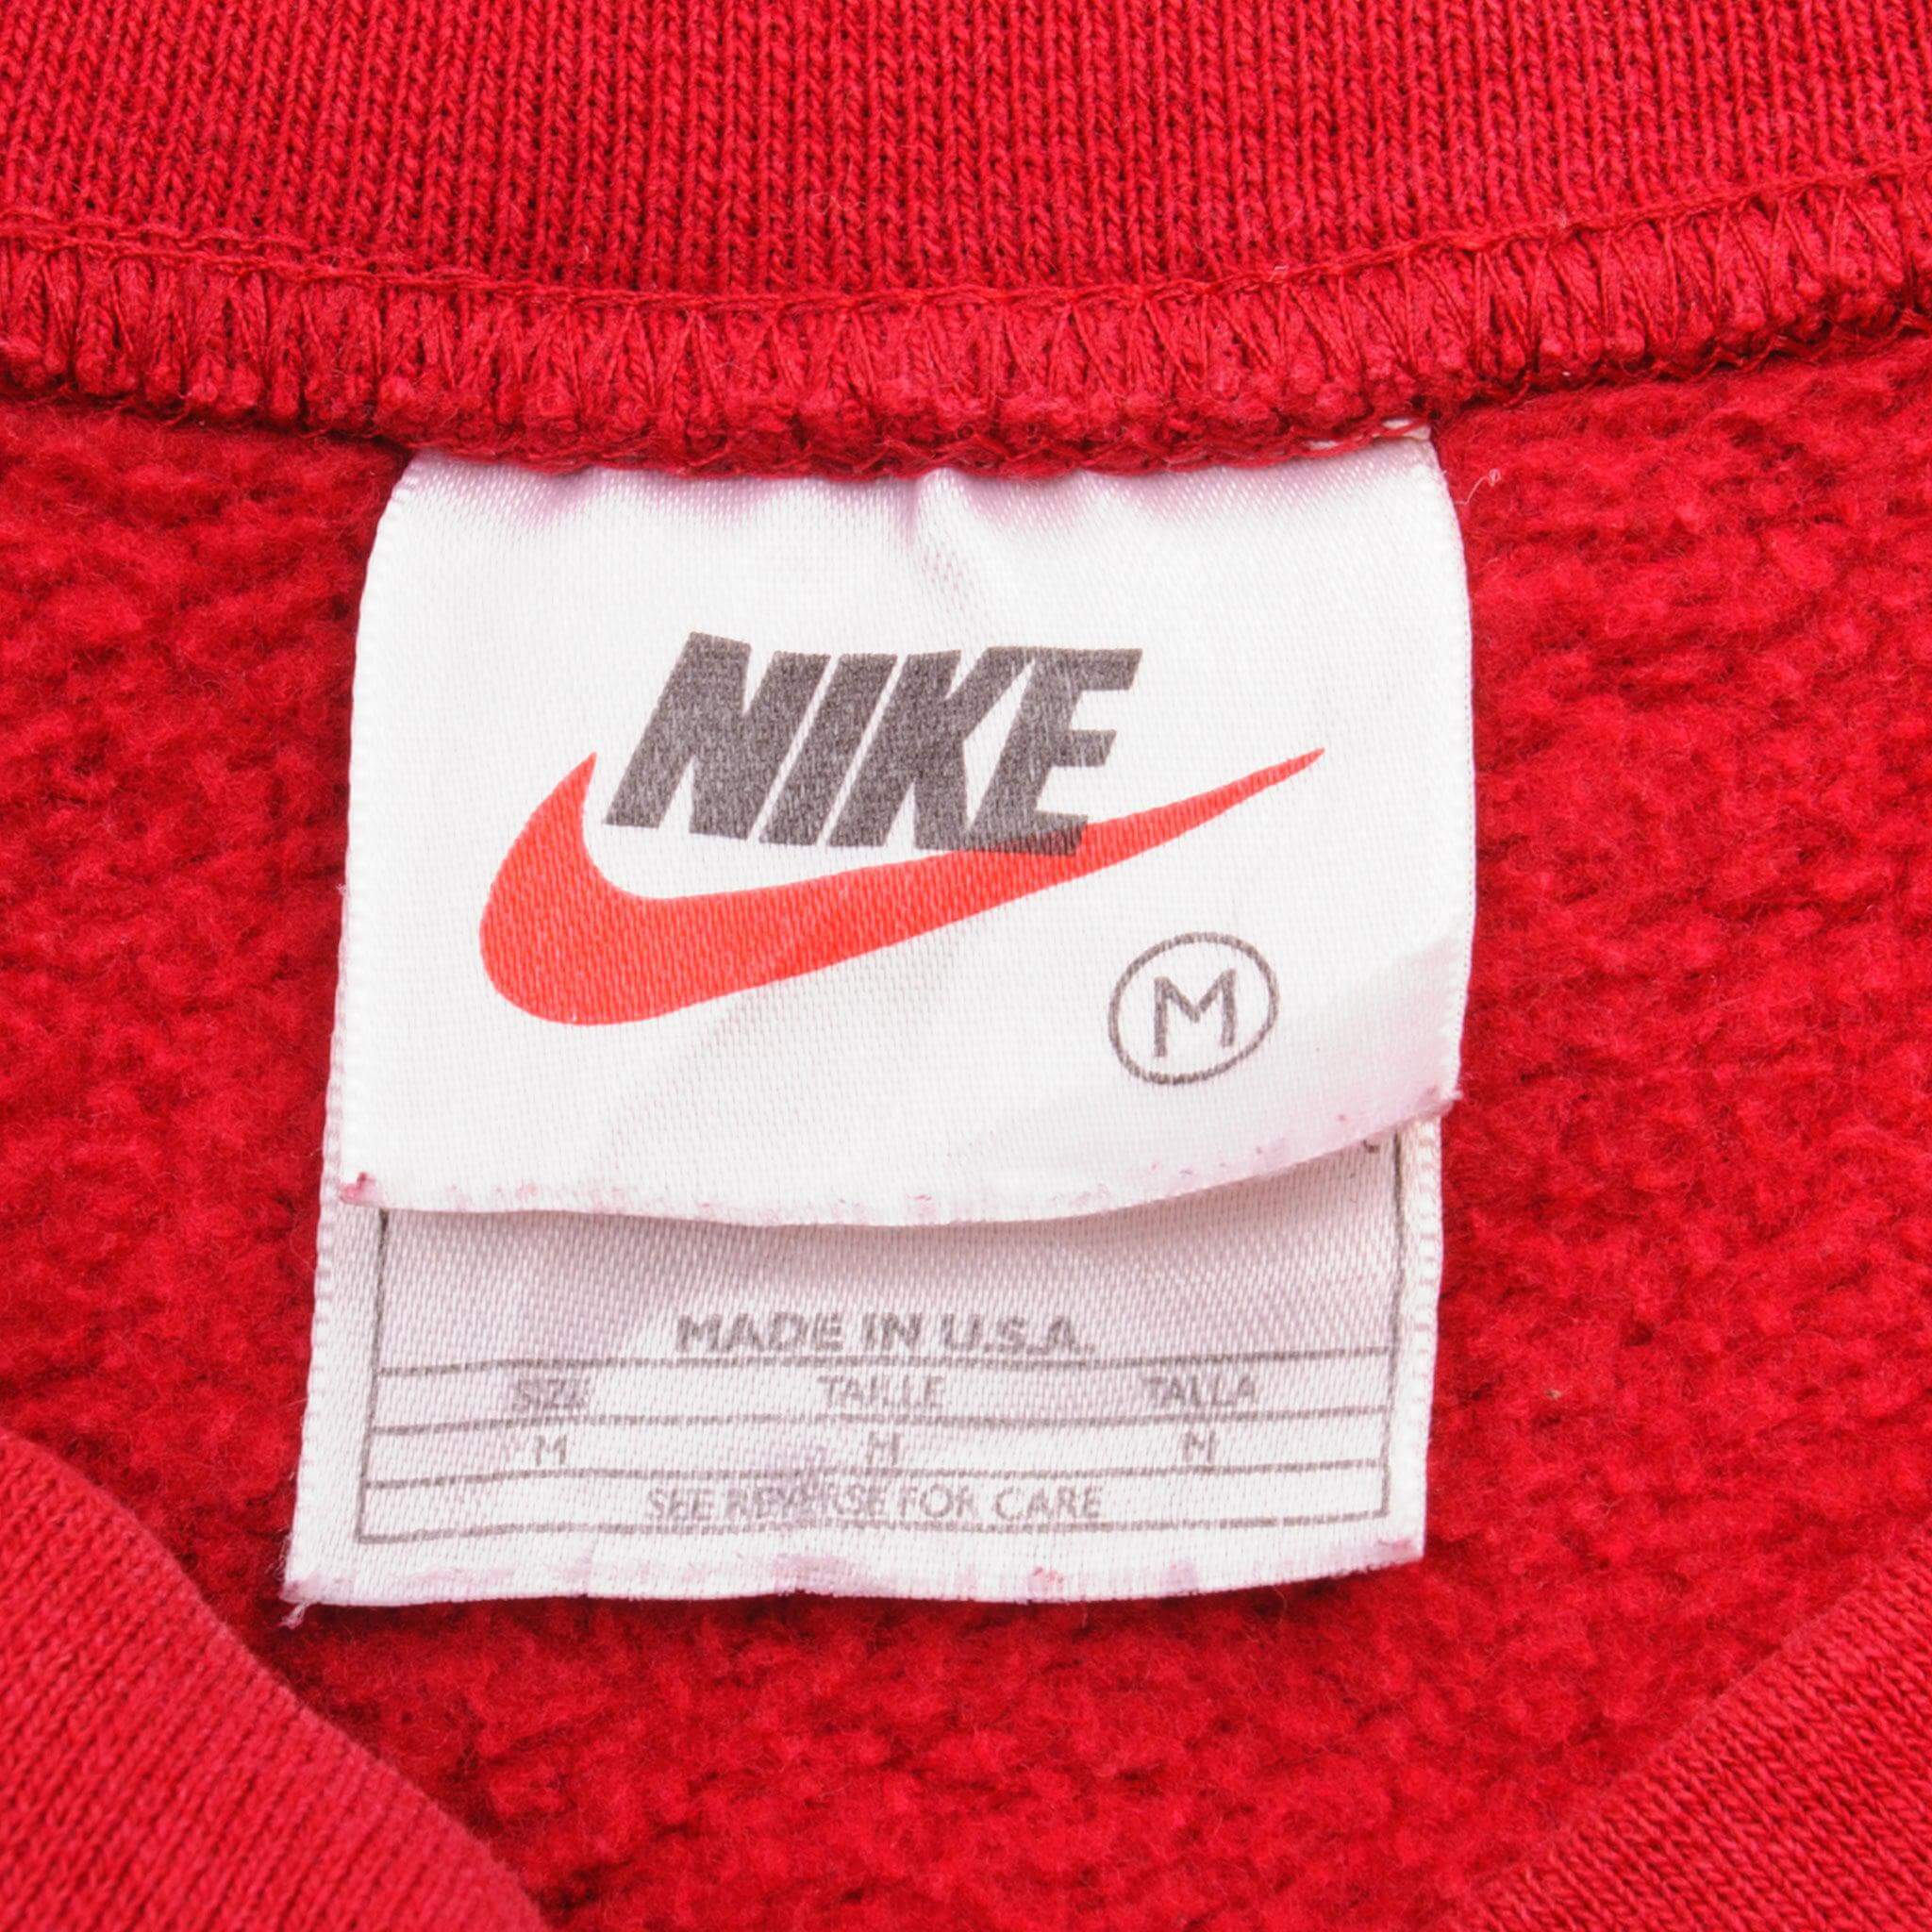 NIKE
M
MADE IN U.S.A.
SIZE TAILLE TALLA
M M M
SEE REVERSE FOR CARE